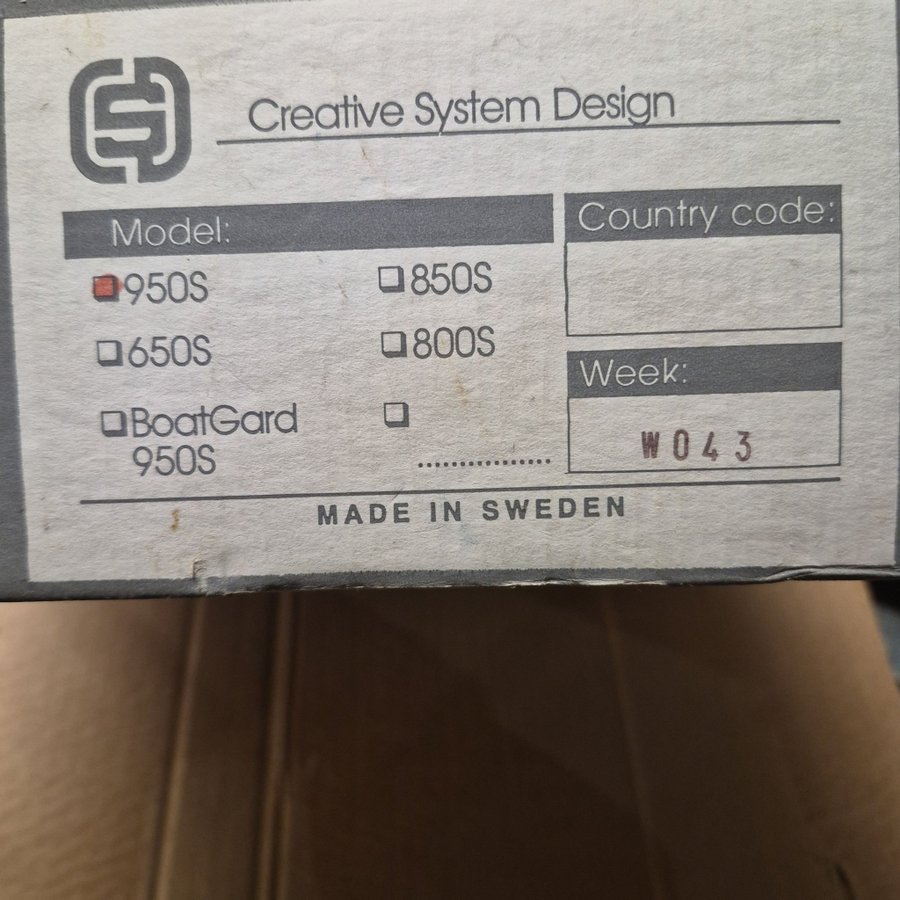 Creative System Design
Model:
950S
850S
650S
800S
BoatGard
950S
................
Country code:
Week:
W043
MADE IN SWEDEN